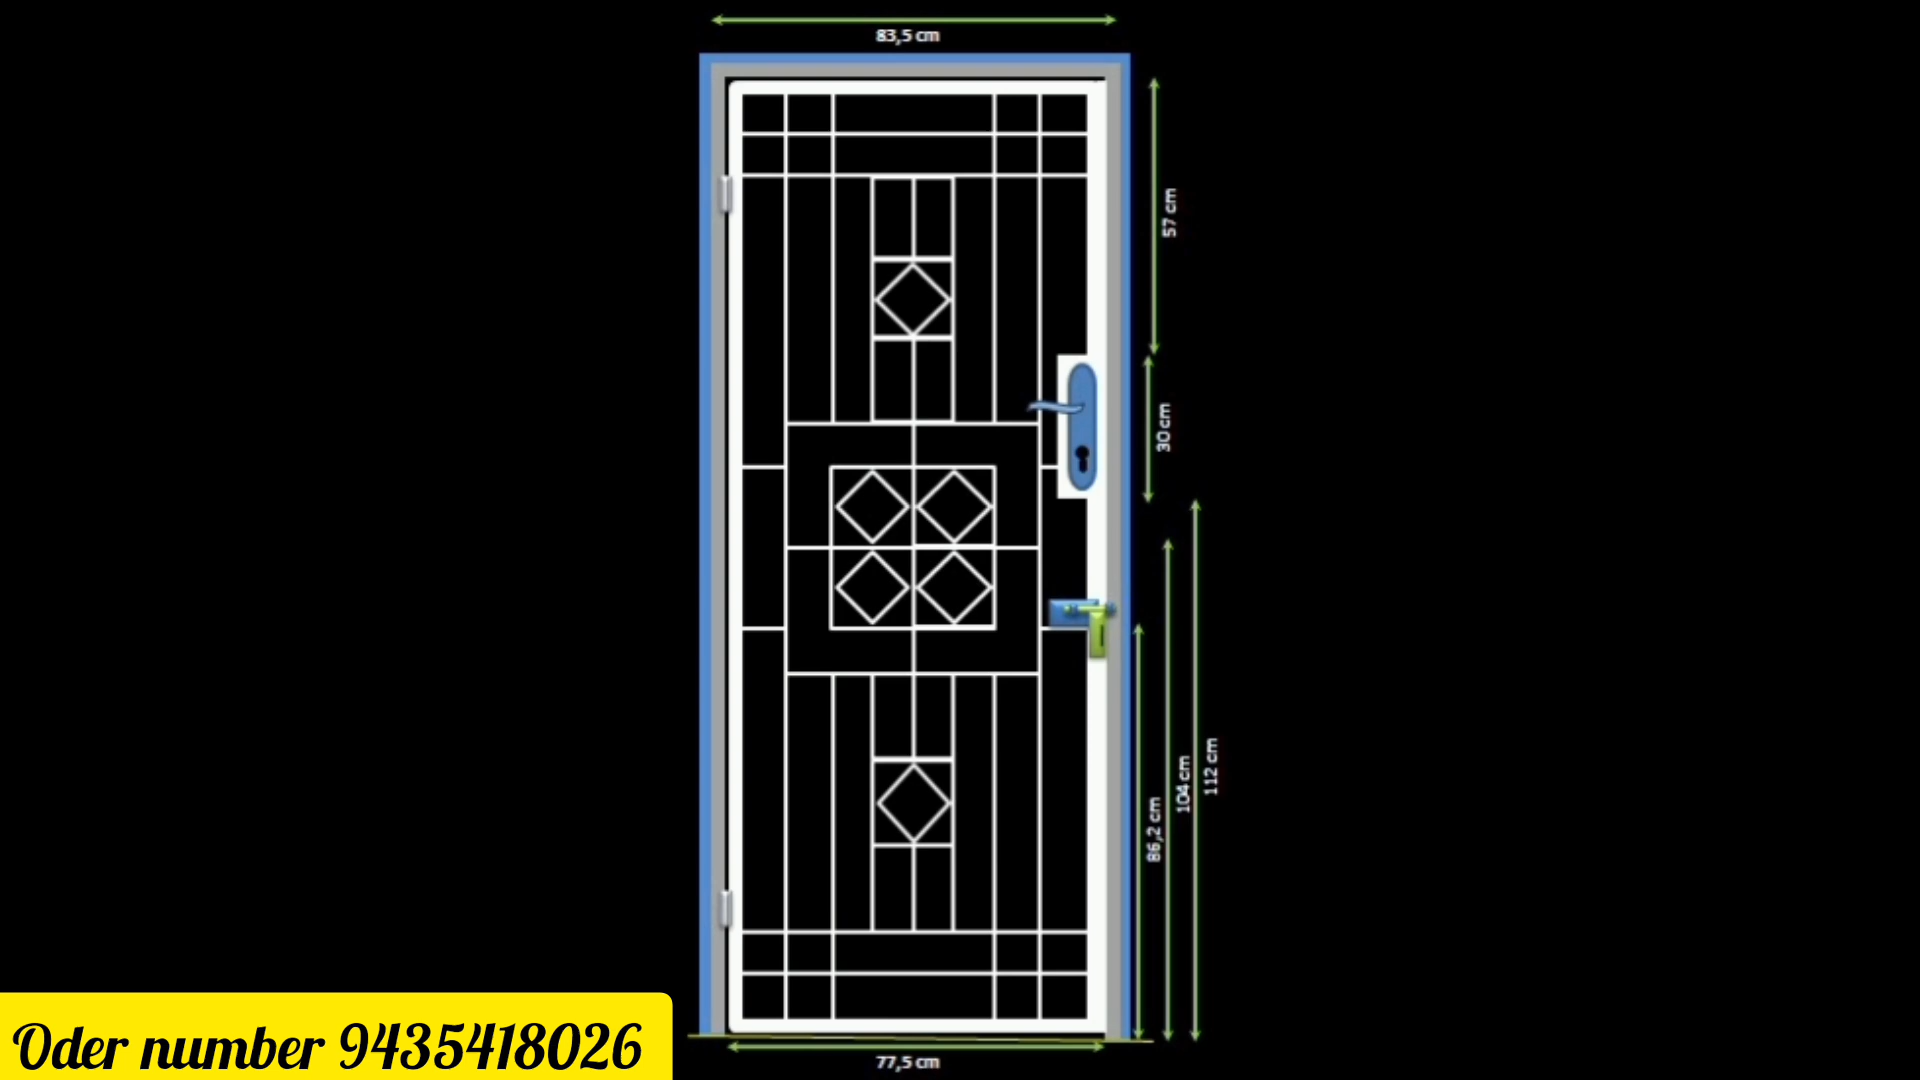 83,5 cm
57 cm
30 cm
112 cm
104 cm
86,2 cm
77,5 cm
Oder number 9435418026